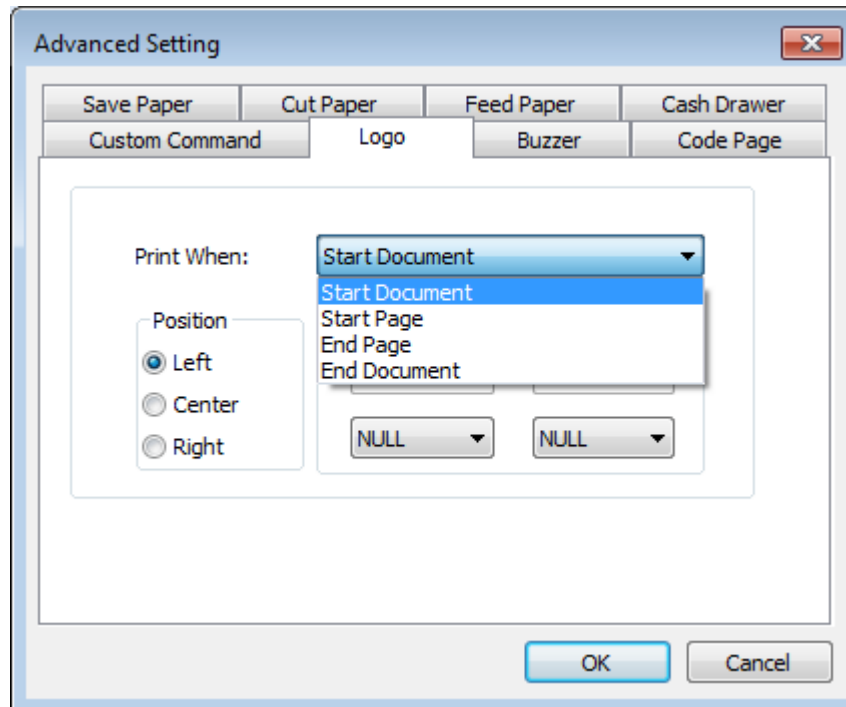 Advanced Setting
Save Paper Cut Paper Feed Paper Cash Drawer
Custom Command Logo Buzzer Code Page
Print When: Start Document
Start Document
Start Page
End Page
End Document
Position
Left
Center
Right
NULL NULL
OK Cancel